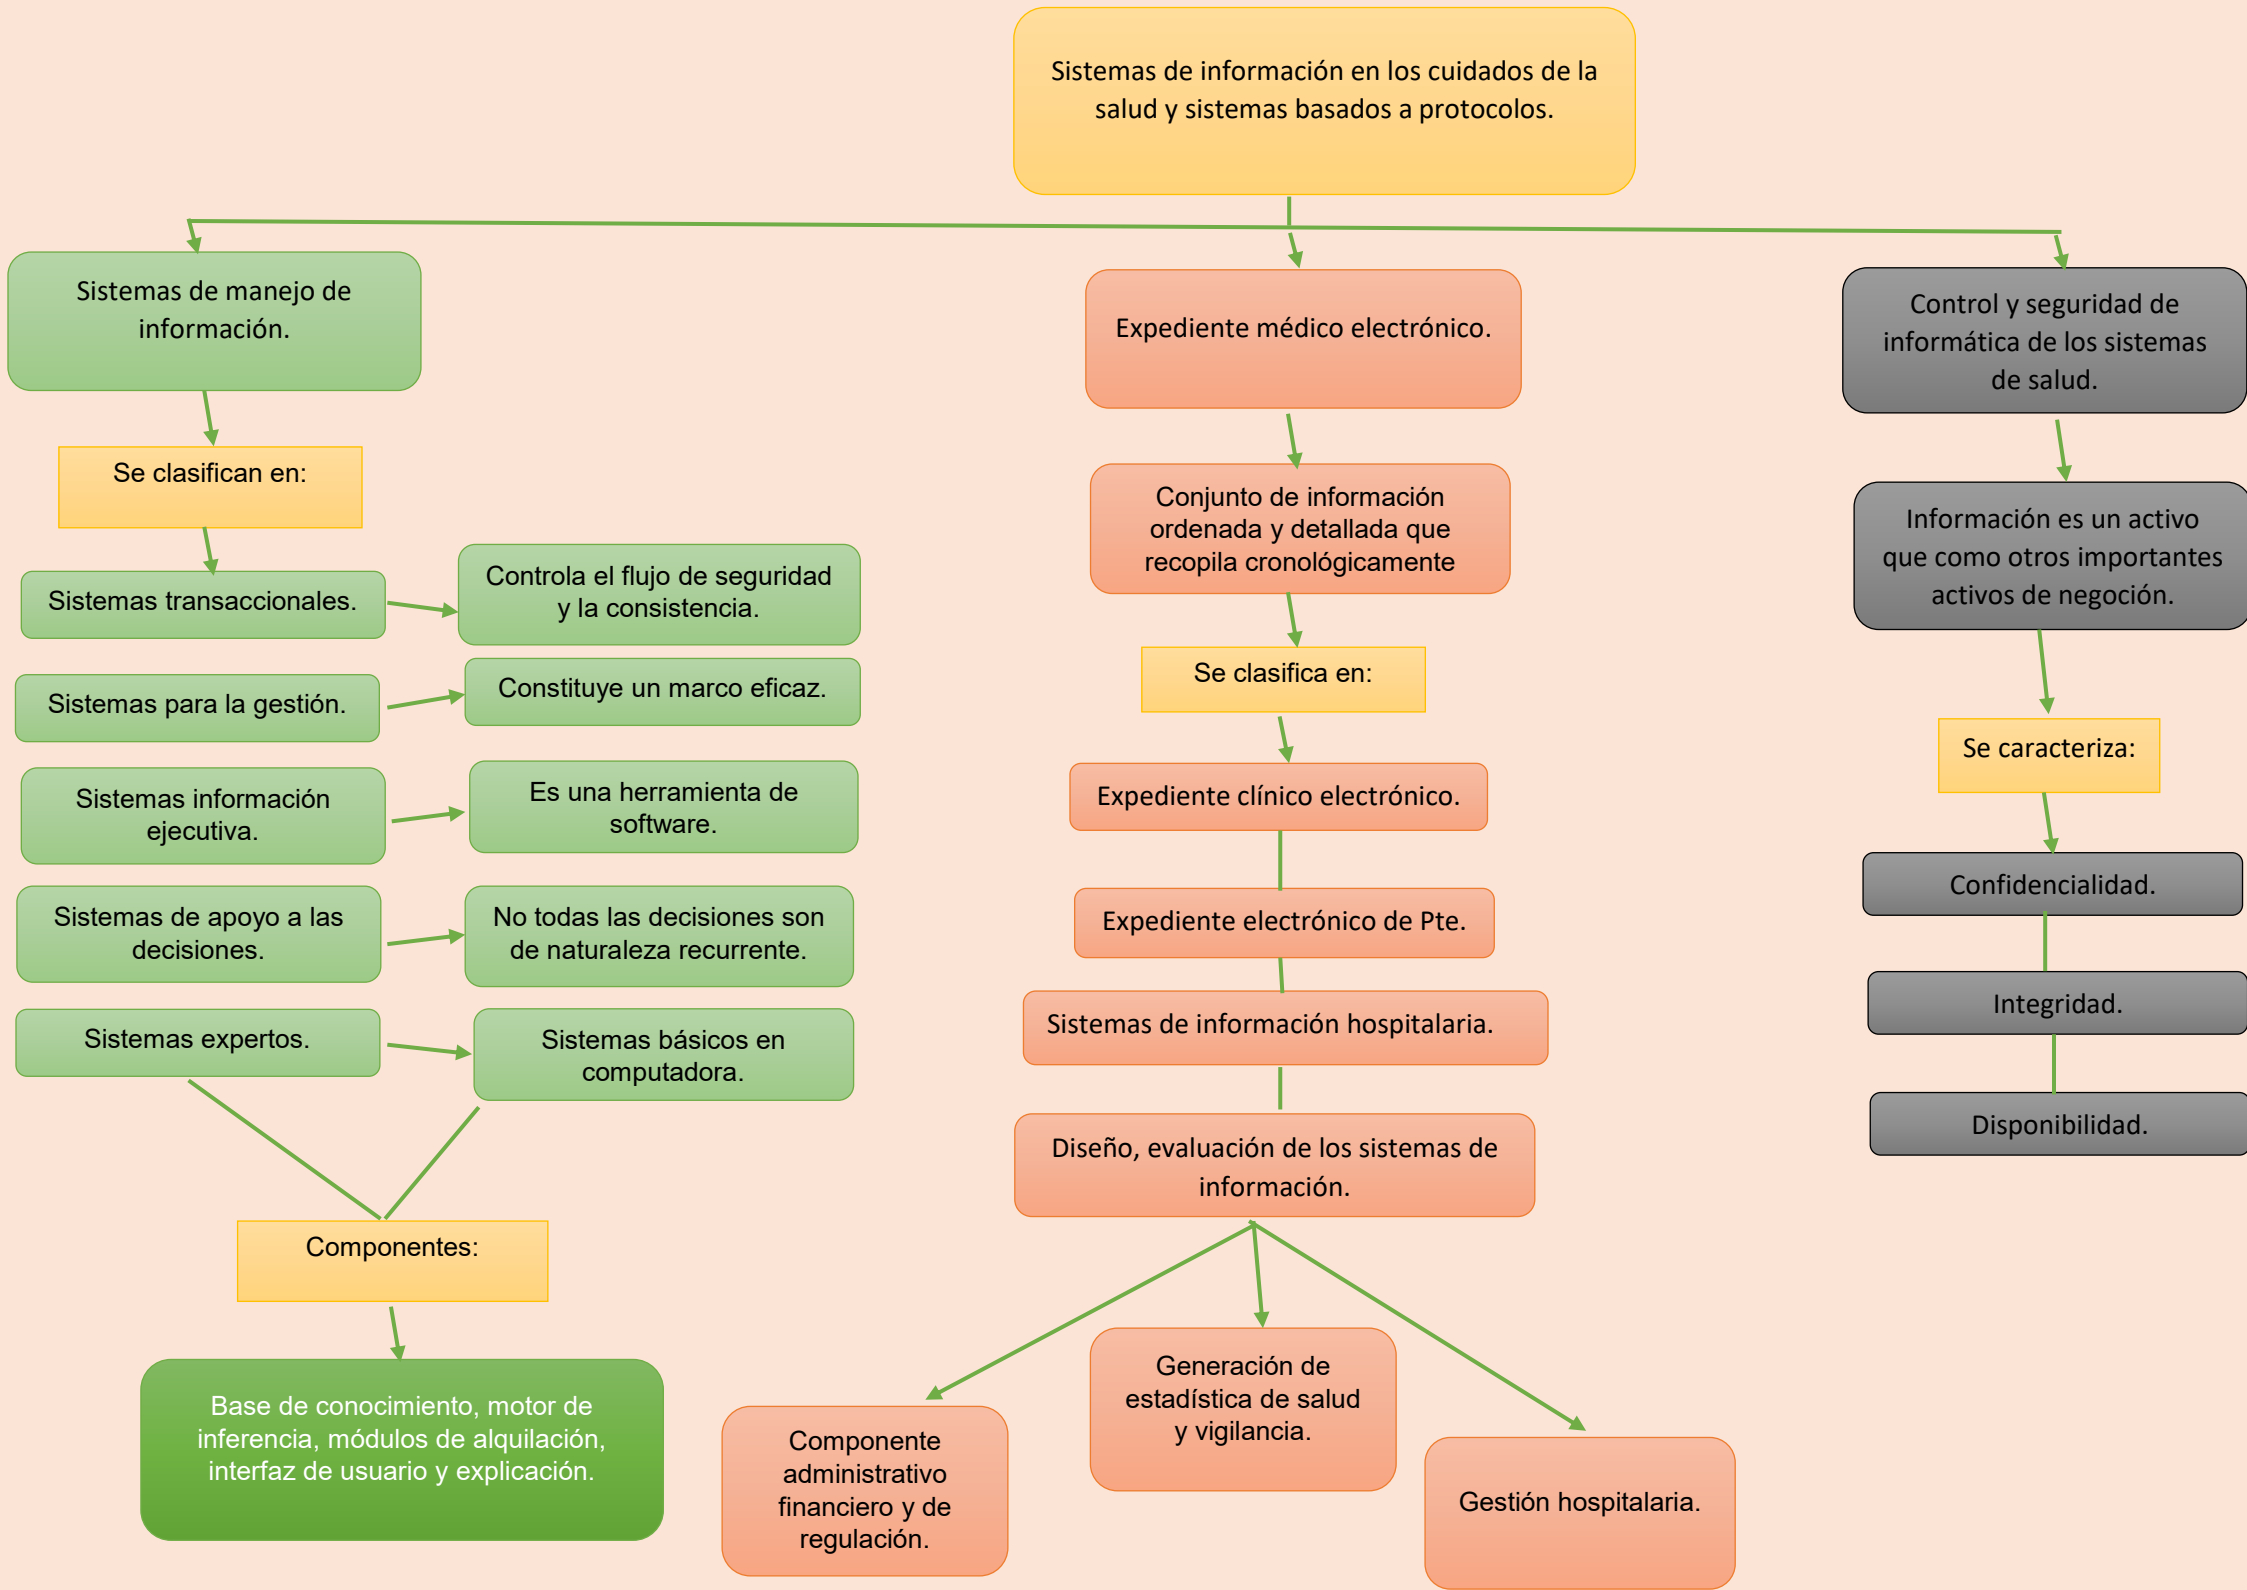 Sistemas de información en los cuidados de la
salud y sistemas basados a protocolos.
Sistemas de manejo de
información.
Se clasifican en:
Sistemas transaccionales.
Controla el flujo de seguridad
y la consistencia.
Sistemas para la gestión.
Constituye un marco eficaz.
Sistemas información
ejecutiva.
Es una herramienta de
software.
Sistemas de apoyo a las
decisiones.
No todas las decisiones son
de naturaleza recurrente.
Sistemas expertos.
Sistemas básicos en
computadora.
Componentes:
Base de conocimiento, motor de
inferencia, módulos de alquilación,
interfaz de usuario y explicación.
Expediente médico electrónico.
Conjunto de información
ordenada y detallada que
recopila cronológicamente
Se clasifica en:
Expediente clínico electrónico.
Expediente electrónico de Pte.
Sistemas de información hospitalaria.
Diseño, evaluación de los sistemas de
información.
Componente
administrativo
financiero y de
regulación.
Generación de
estadística de salud
y vigilancia.
Gestión hospitalaria.
Control y seguridad de
informática de los sistemas
de salud.
Información es un activo
que como otros importantes
activos de negoción.
Se caracteriza:
Confidencialidad.
Integridad.
Disponibilidad.